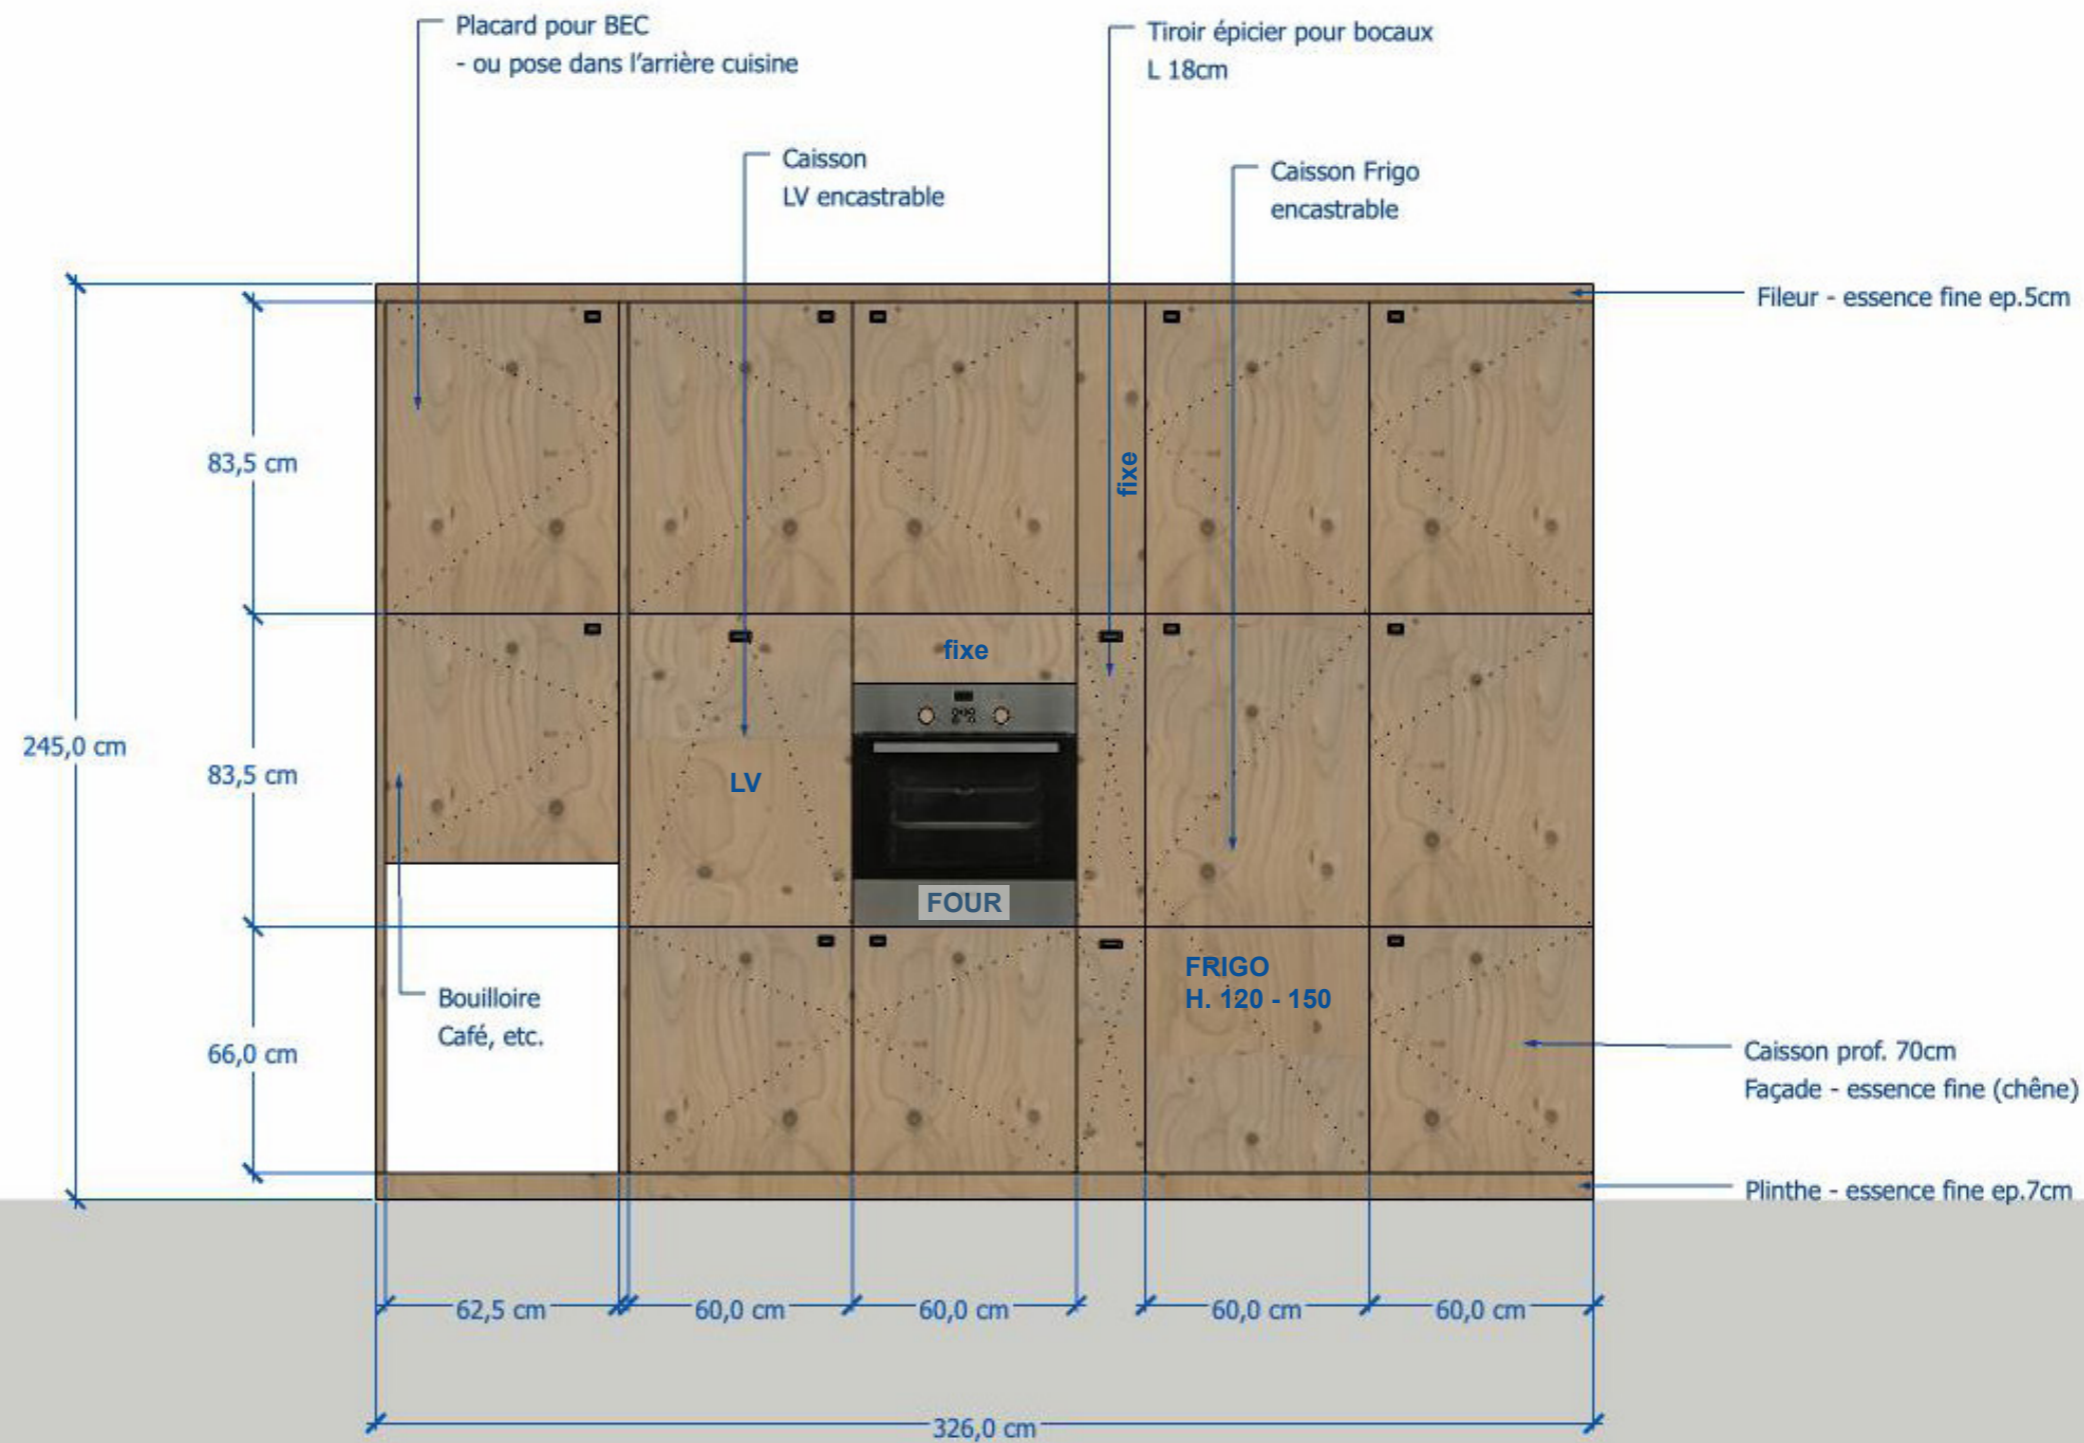 Placard pour BEC
- ou pose dans l'arrière cuisine
Tiroir épicier pour bocaux
L 18cm
Caisson
LV encastrable
Caisson Frigo
encastrable
Fileur - essence fine ep.5cm
83,5 cm
fixe
fixe
245,0 cm
83,5 cm
LV
FOUR
FRIGO
H. 120 - 150
Bouilloire
Café, etc.
66,0 cm
Caisson prof. 70cm
Façade - essence fine (chêne)
Plinthe - essence fine ep.7cm
62,5 cm
60,0 cm
60,0 cm
60,0 cm
60,0 cm
326,0 cm